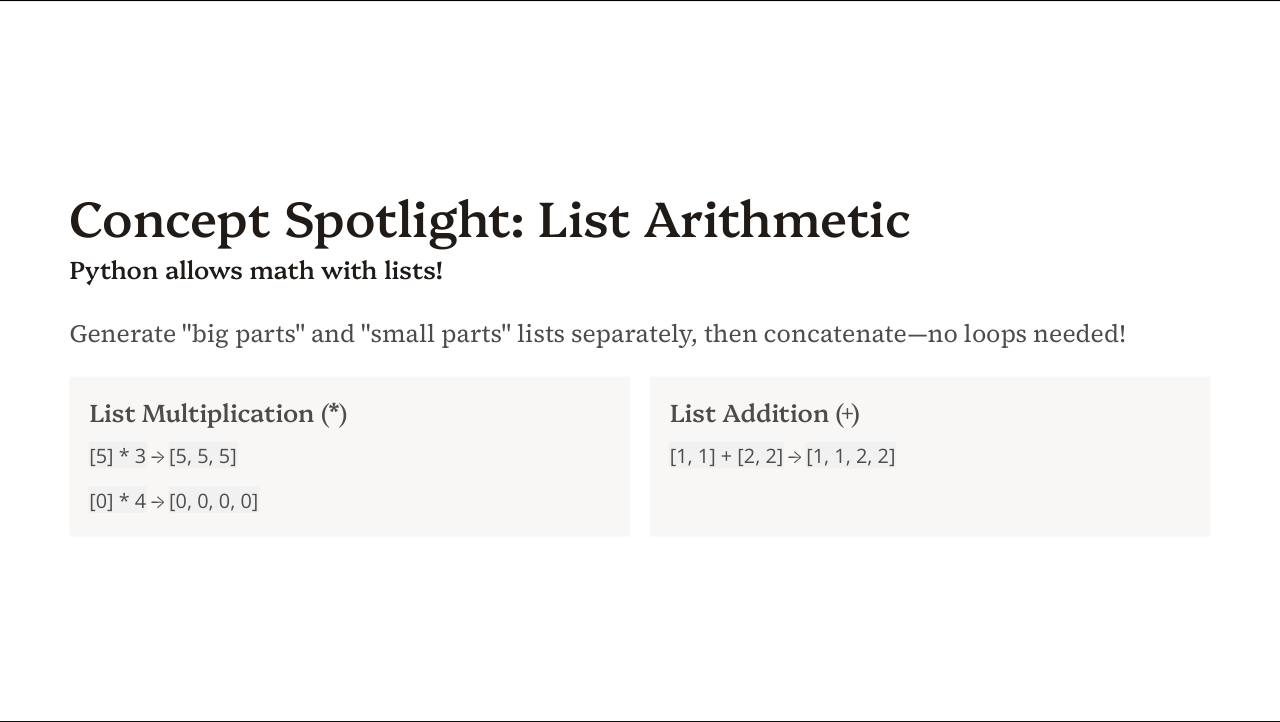 Concept Spotlight: List Arithmetic
Python allows math with lists!
Generate "big parts" and "small parts" lists separately, then concatenate—no loops needed!
List Multiplication (*)
[5] * 3 → [5, 5, 5]
[0] * 4 → [0, 0, 0, 0]
List Addition (+)
[1, 1] + [2, 2] → [1, 1, 2, 2]